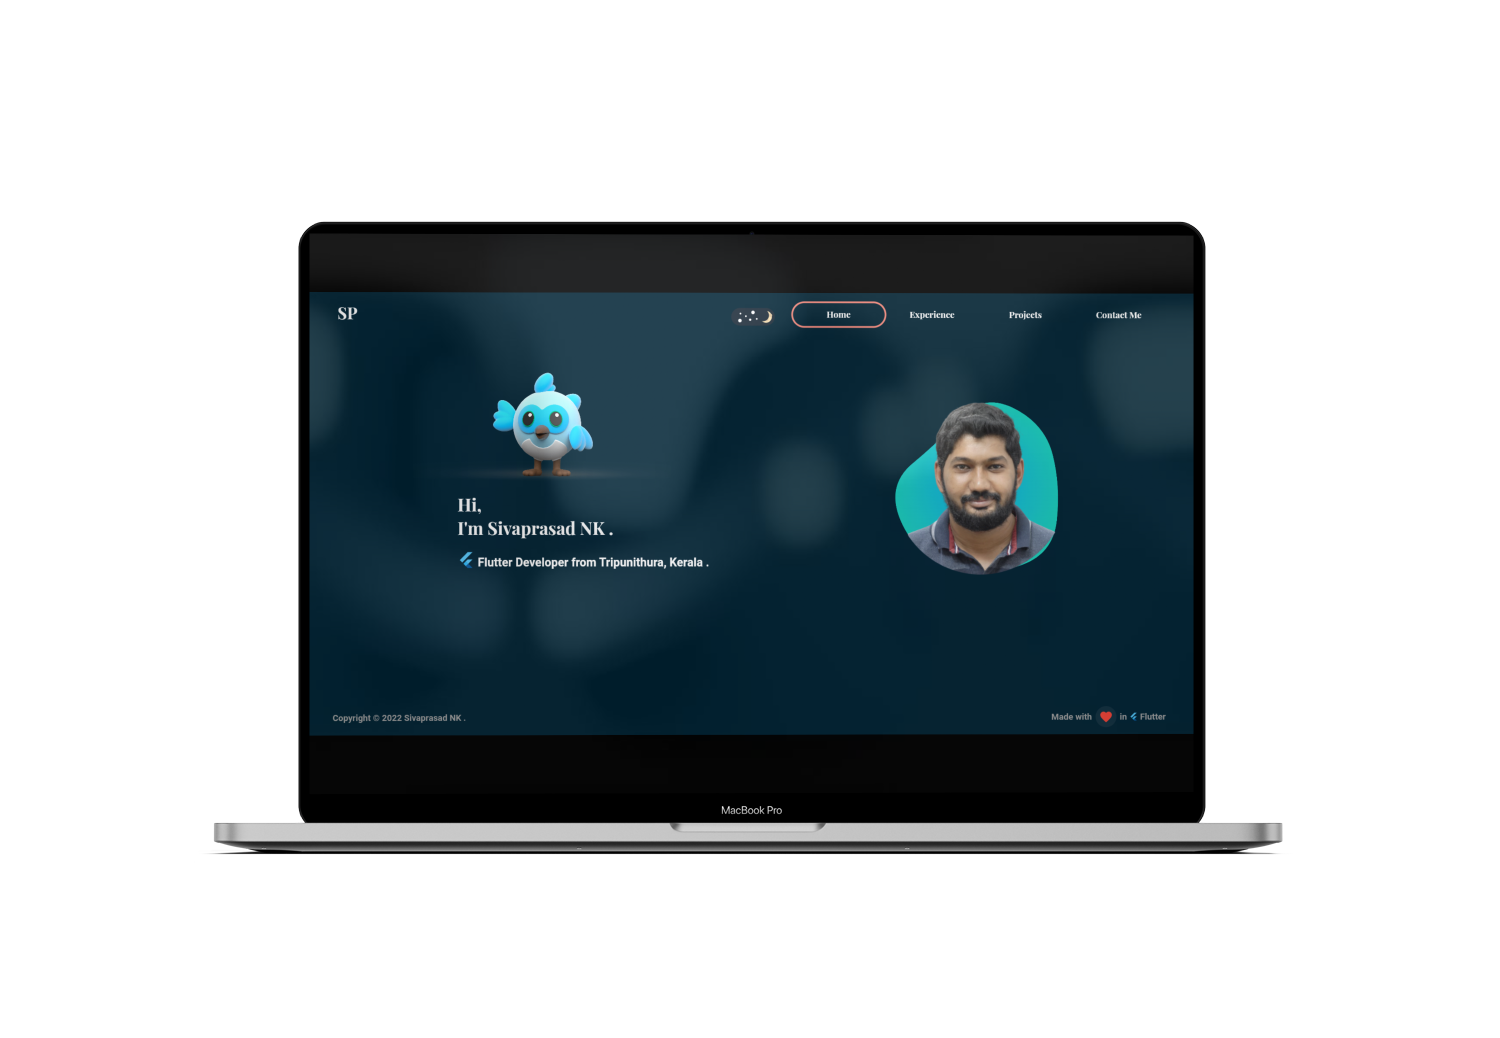 SP
Home
Experience
Projects
Contact Me
Hi,
I'm Sivaprasad NK .
Flutter Developer from Tripunithura, Kerala .
Copyright © 2022 Sivaprasad NK .
Made with ❤ in Flutter
MacBook Pro